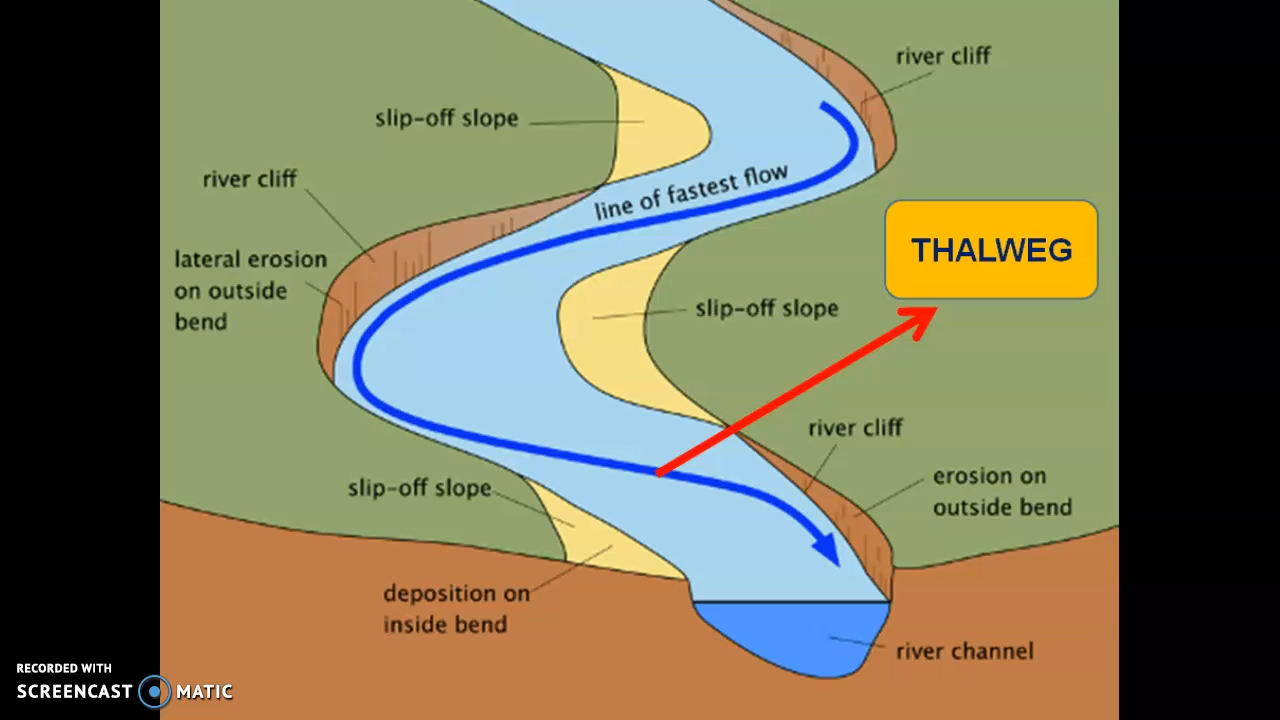 river cliff
slip-off slope
river cliff
line of fastest flow
THALWEG
lateral erosion
on outside
bend
slip-off slope
river cliff
slip-off slope
erosion on
outside bend
deposition on
inside bend
river channel
RECORDED WITH
SCREENCAST MATIC